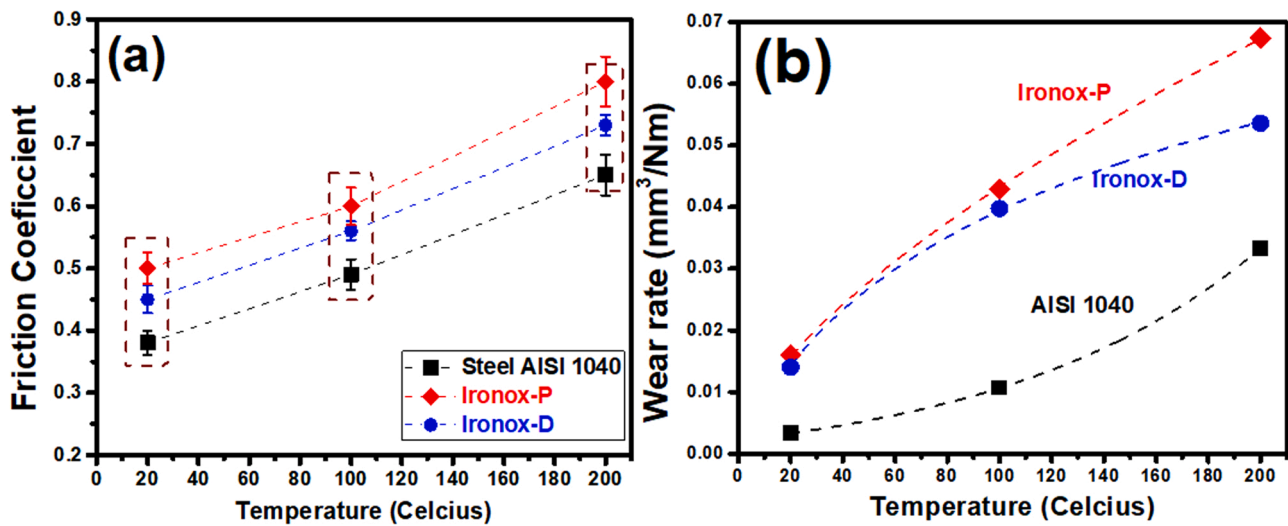 (a)
Friction Coeficcient
0.9
0.8
0.7
0.6
0.5
0.4
0.3
0.2
Steel AISI 1040
Ironox-P
Ironox-D
0 20 40 60 80 100 120 140 160 180 200
Temperature (Celcius)
(b)
Wear rate (mm³/Nm)
0.07
0.06
0.05
0.04
0.03
0.02
0.01
0.00
Ironox-P
Ironox-D
AISI 1040
0 20 40 60 80 100 120 140 160 180 200
Temperature (Celcius)